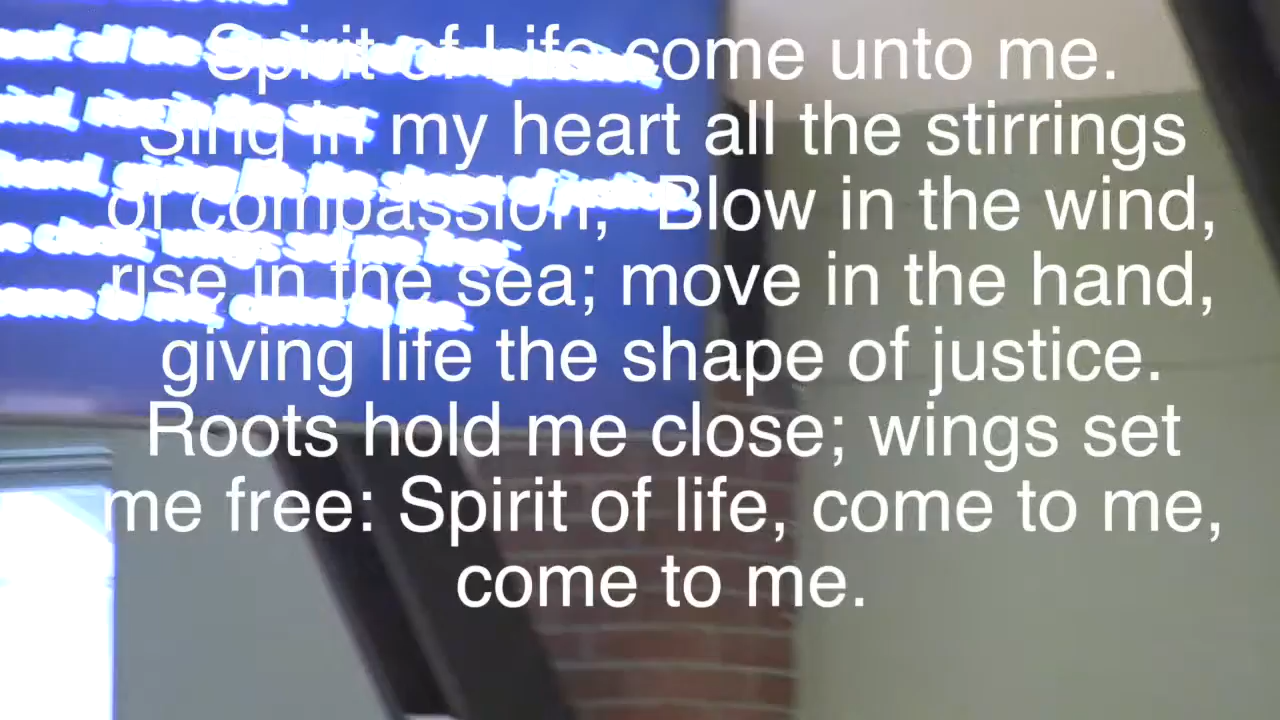 Spirit of Life come unto me.
Sing in my heart all the stirrings
of compassion, Blow in the wind,
rise in the sea; move in the hand,
giving life the shape of justice.
Roots hold me close; wings set
me free: Spirit of life, come to me,
come to me.